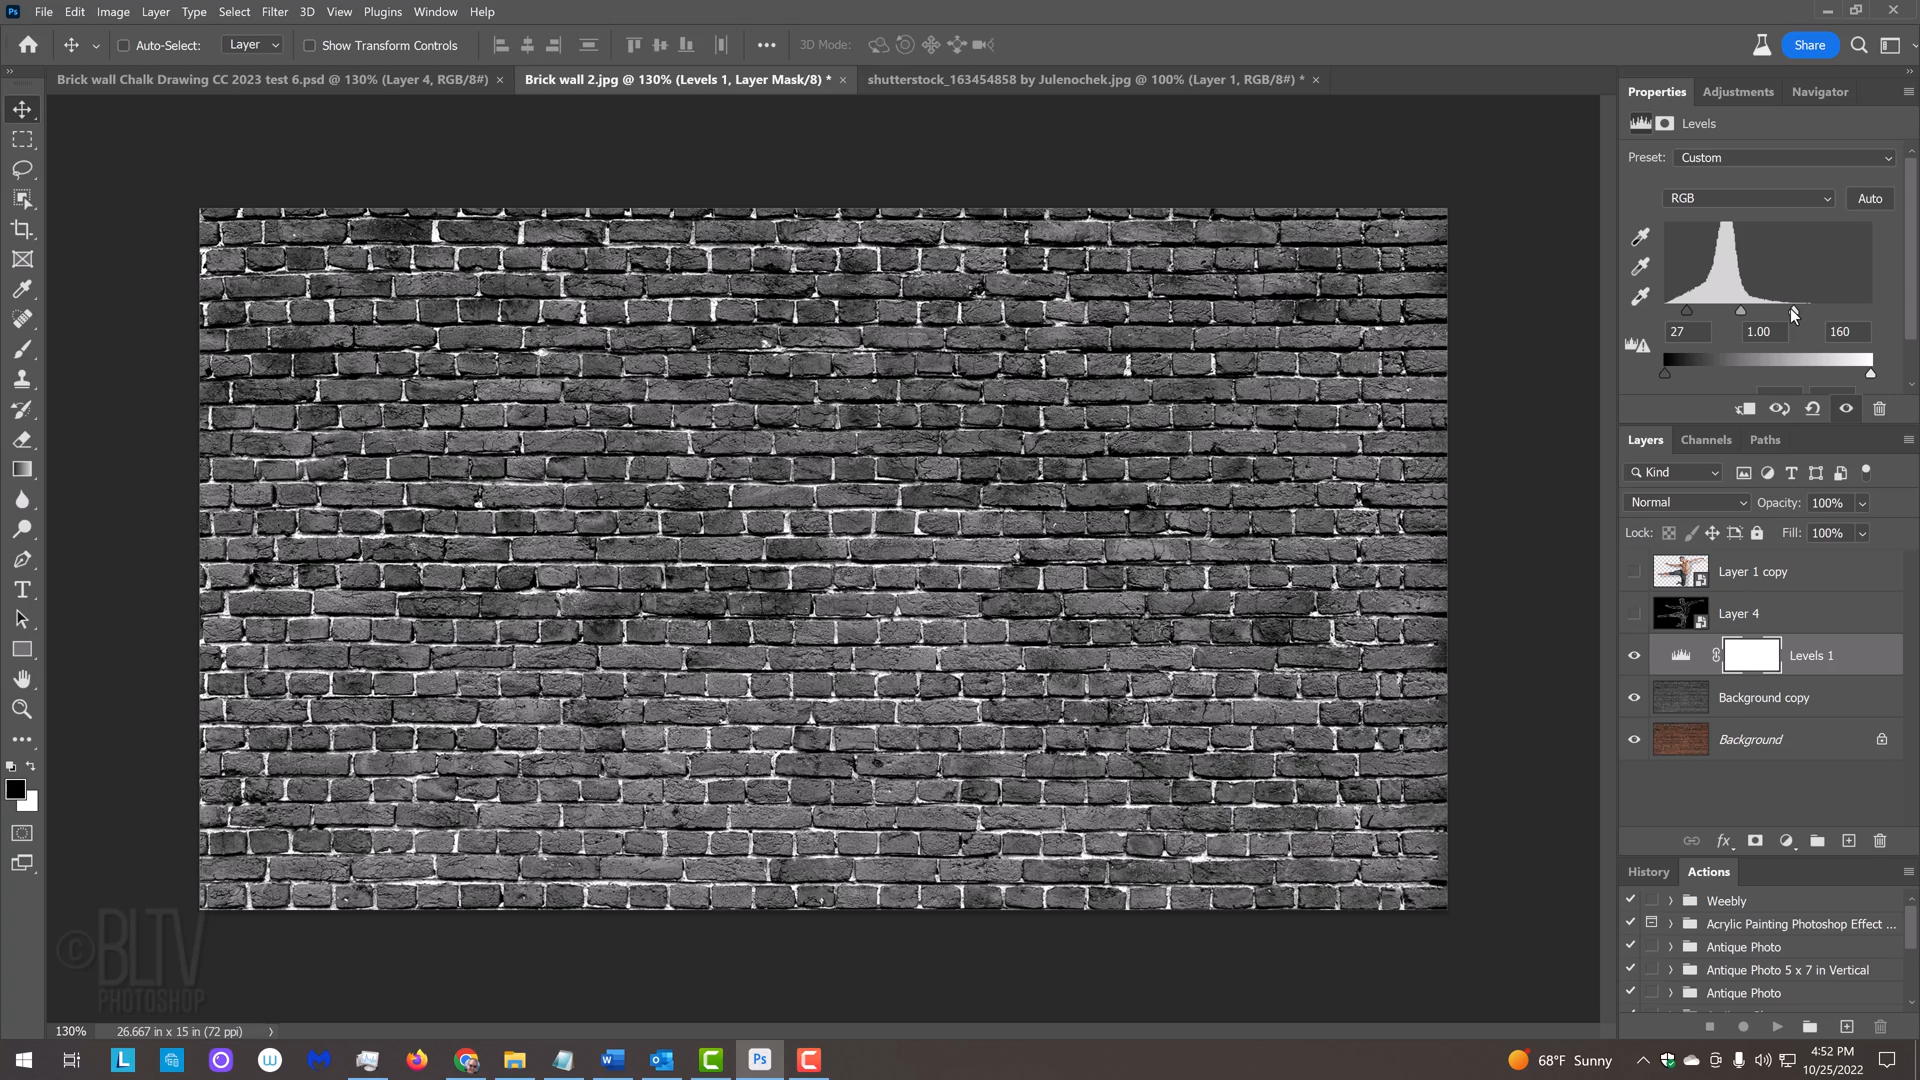 File Edit Image Layer Type Select Filter 3D View Plugins Window Help
Auto-Select: Layer Show Transform Controls 3D Mode: Share
Brick wall Chalk Drawing CC 2023 test 6.psd @ 130% (Layer 4, RGB/8#) × Brick wall 2.jpg @ 130% (Levels 1, Layer Mask/8) * × shutterstock_163454858 by Julenochek.jpg @ 100% (Layer 1, RGB/8#) * ×
Properties Adjustments Navigator
Levels
Preset: Custom
RGB Auto
27 1.00 160
Layers Channels Paths
Kind
Normal Opacity: 100%
Lock: Fill: 100%
Layer 1 copy
Layer 4
Levels 1
Background copy
Background
History Actions
Weebly
Acrylic Painting Photoshop Effect ...
Antique Photo
Antique Photo 5 x 7 in Vertical
Antique Photo
© BLTV
PHOTOSHOP
130% 26.667 in x 15 in (72 ppi)
68°F Sunny
4:52 PM
10/25/2022